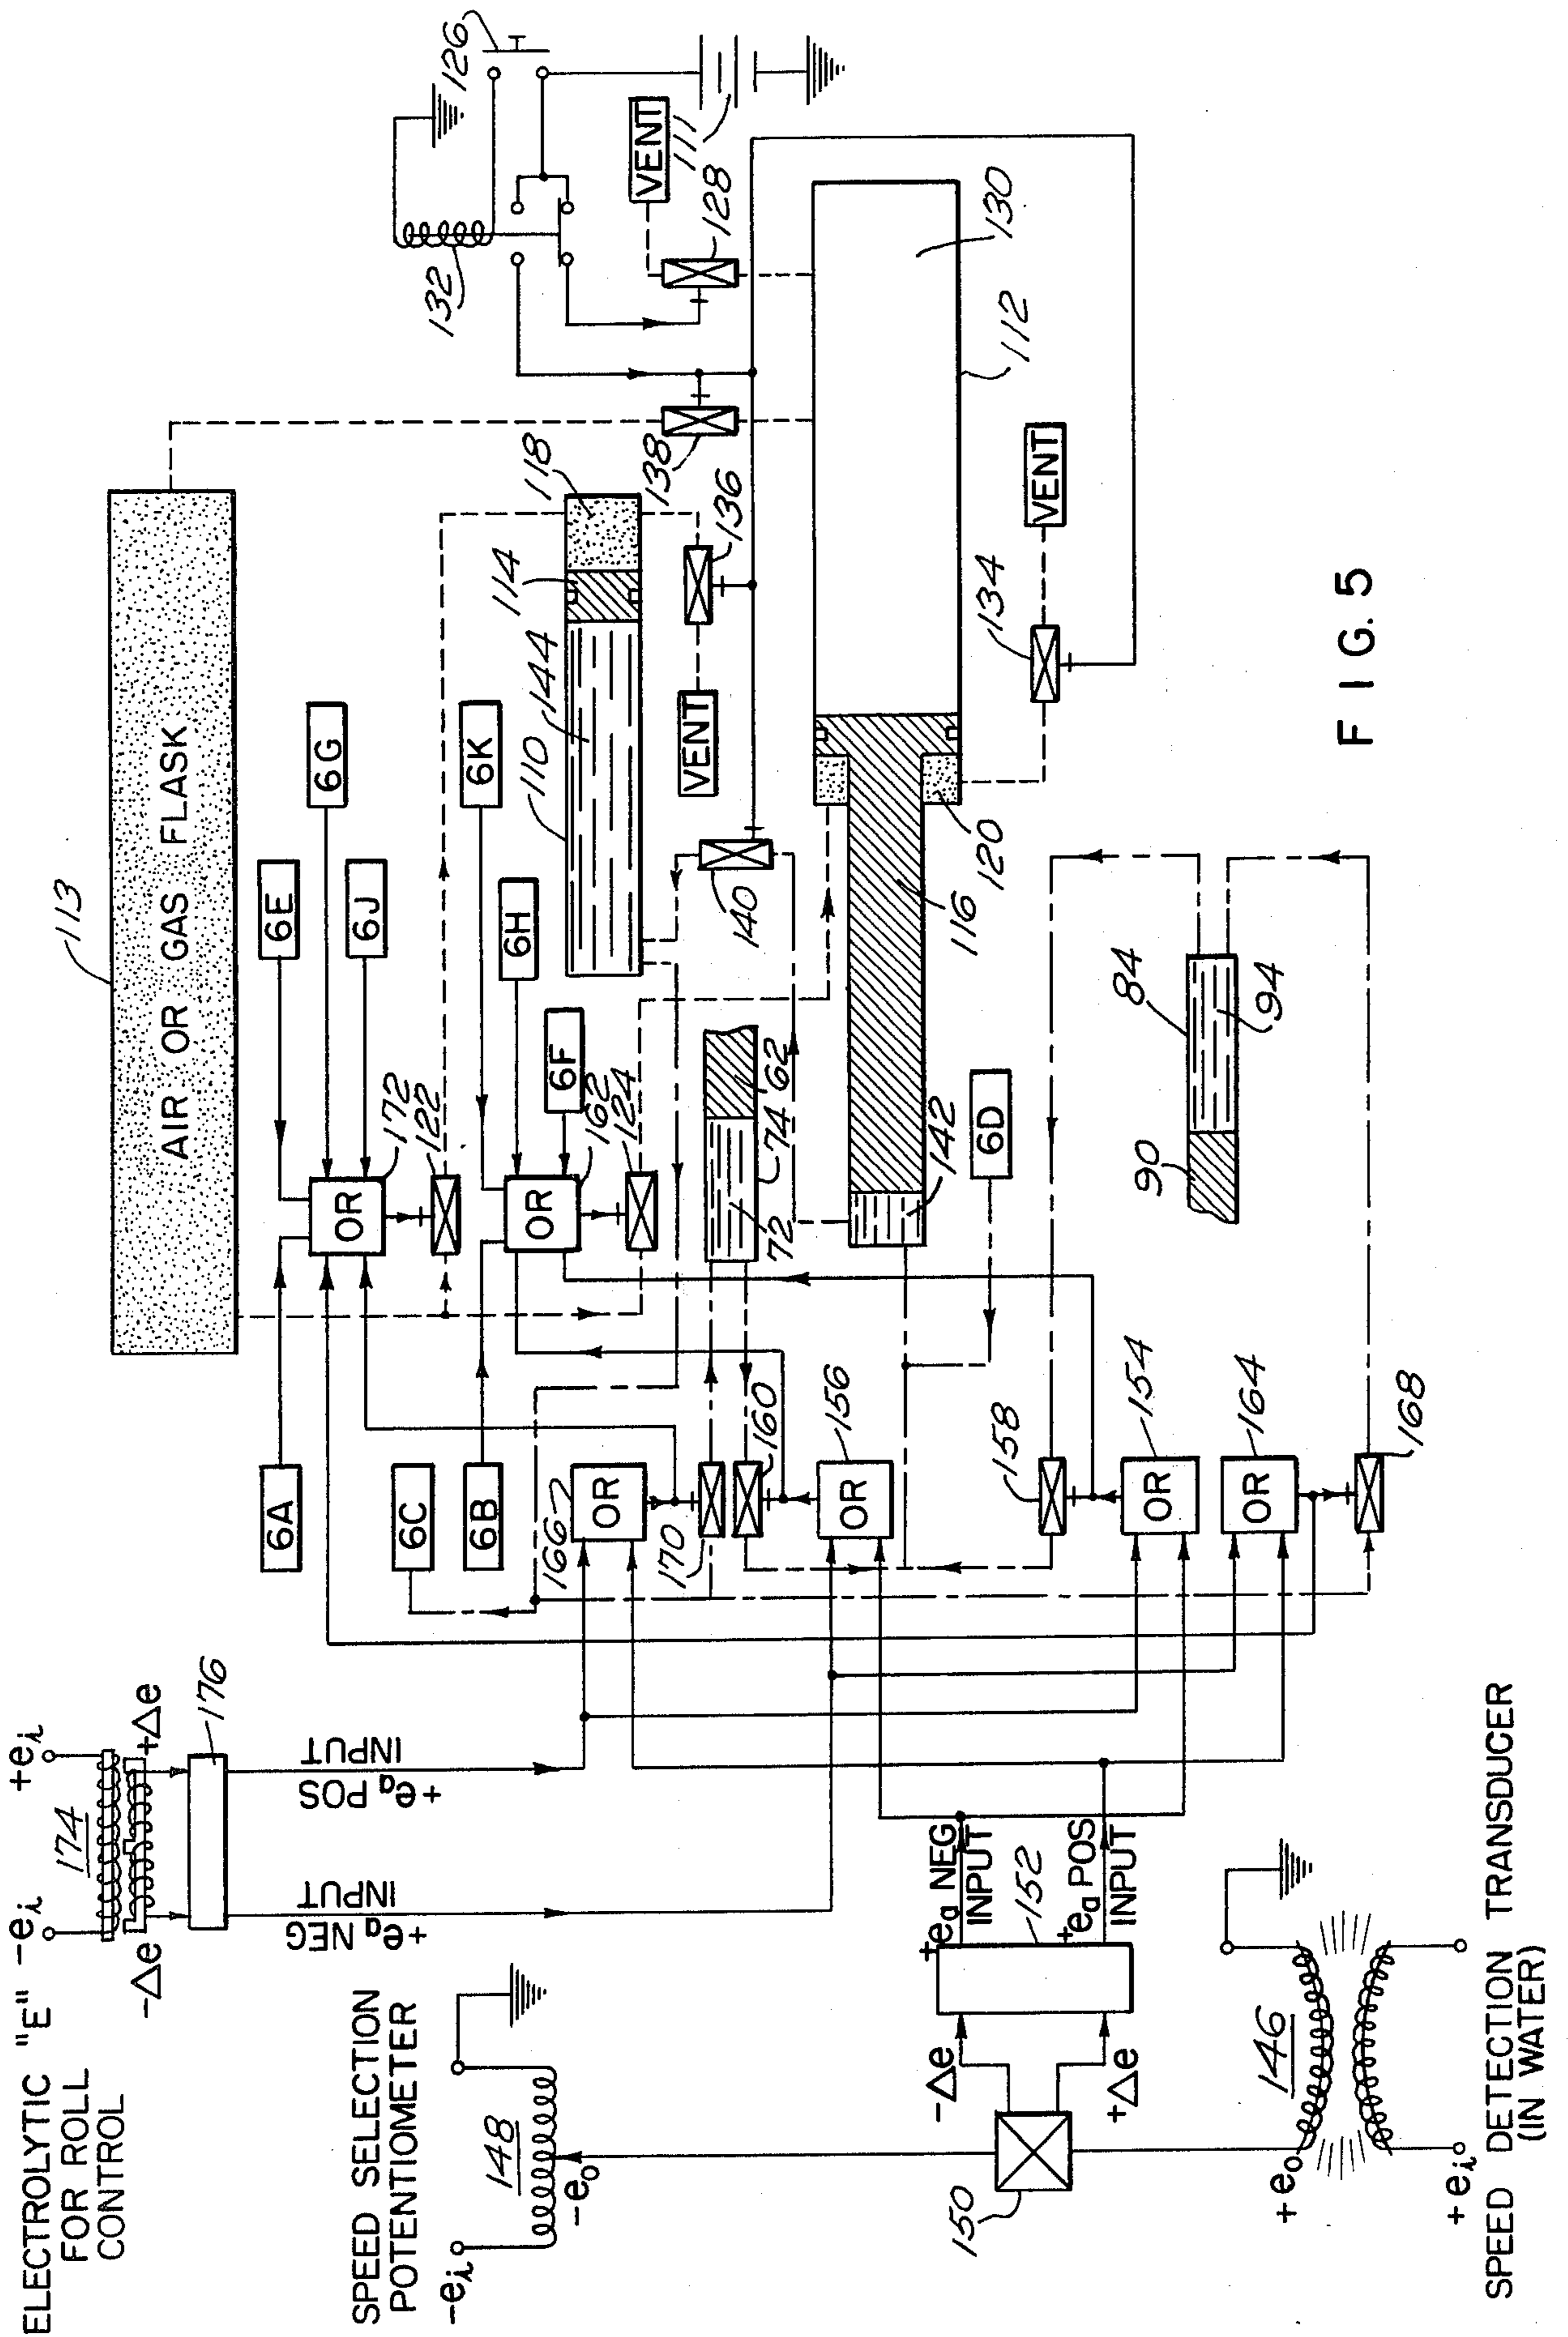 ELECTROLYTIC "E"
FOR ROLL
CONTROL
-eᵢ
+eᵢ
174
-Δe
+Δe
176
+eₐ NEG
INPUT
+eₐ POS
INPUT
SPEED SELECTION
POTENTIOMETER
-eᵢ
148
-e₀
150
-Δe
+Δe
152
+eₐ NEG
INPUT
+eₐ POS
INPUT
146
+e₀
+eᵢ
SPEED DETECTION TRANSDUCER
(IN WATER)
113
AIR OR GAS FLASK
6A
6E
6G
6J
OR
172
122
6C
6B
6K
6H
6F
OR
162
124
166
OR
170
160
OR
156
72
74
62
110
144
114
118
VENT
136
138
140
142
6D
116
120
134
VENT
112
130
128
VENT
111
132
126
158
OR
154
OR
164
168
90
84
94
FIG. 5